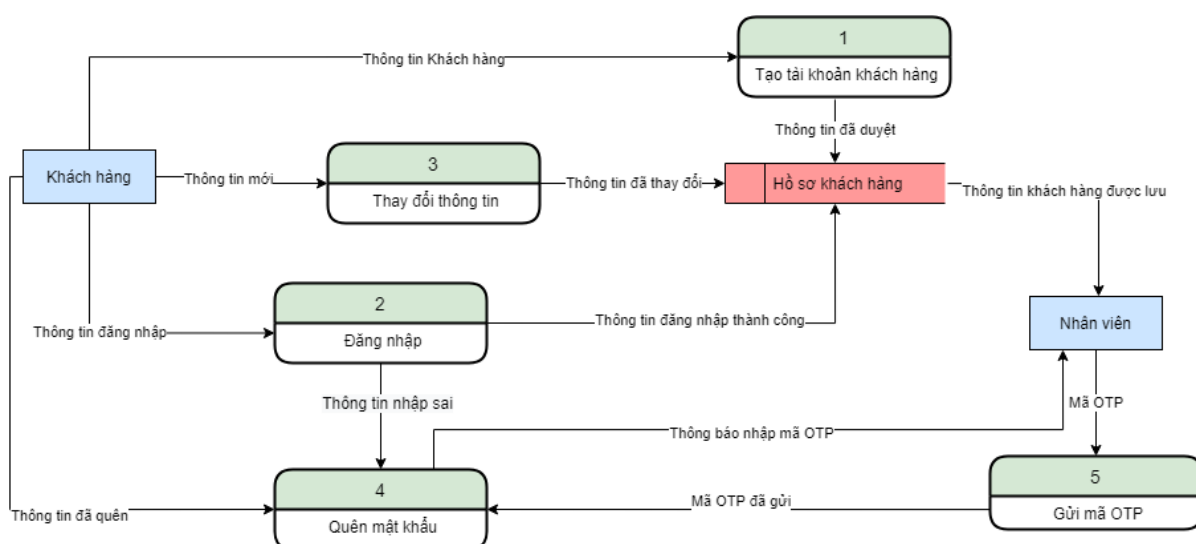 1
Thông tin Khách hàng
Tạo tài khoản khách hàng
Thông tin đã duyệt
3
Khách hàng
Thông tin mới
Thông tin đã thay đổi
Hồ sơ khách hàng
Thông tin khách hàng được lưu
Thay đổi thông tin
2
Thông tin đăng nhập
Đăng nhập
Thông tin đăng nhập thành công
Nhân viên
Thông tin nhập sai
Mã OTP
Thông báo nhập mã OTP
4
5
Thông tin đã quên
Quên mật khẩu
Mã OTP đã gửi
Gửi mã OTP